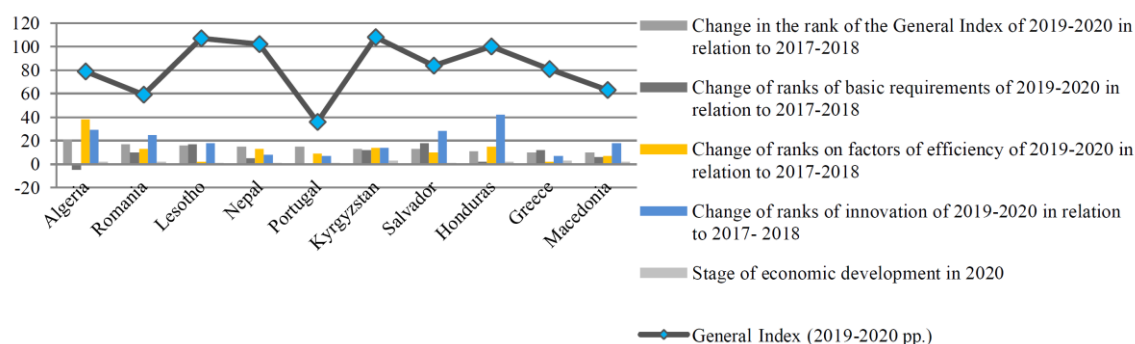 120
100
80
60
40
20
0
-20
Algeria
Romania
Lesotho
Nepal
Portugal
Kyrgyzstan
Salvador
Honduras
Greece
Macedonia
Change in the rank of the General Index of 2019-2020 in
relation to 2017-2018
Change of ranks of basic requirements of 2019-2020 in
relation to 2017-2018
Change of ranks on factors of efficiency of 2019-2020 in
relation to 2017-2018
Change of ranks of innovation of 2019-2020 in relation
to 2017- 2018
Stage of economic development in 2020
General Index (2019-2020 pp.)